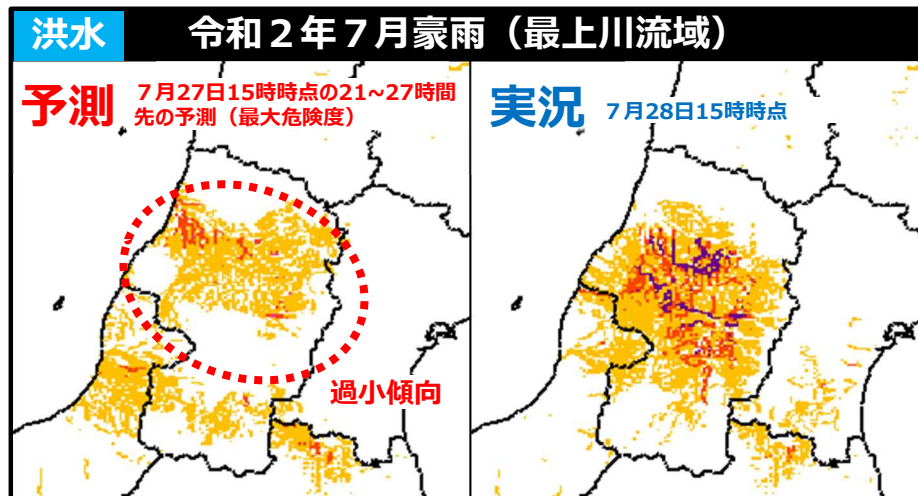 洪水
令和２年７月豪雨（最上川流域）
予測
７月27日15時時点の21~27時間
先の予測（最大危険度）
過小傾向
実況
７月28日15時時点